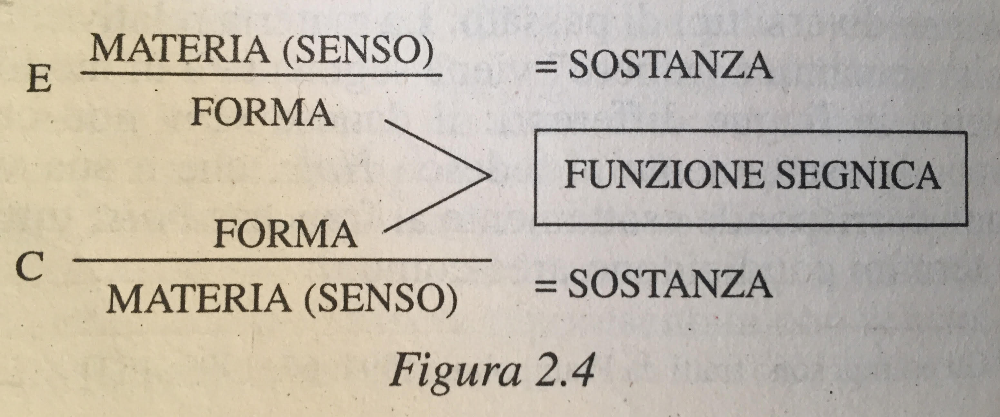 MATERIA (SENSO)
E
= SOSTANZA
FORMA
FUNZIONE SEGNICA
FORMA
C
= SOSTANZA
MATERIA (SENSO)
Figura 2.4